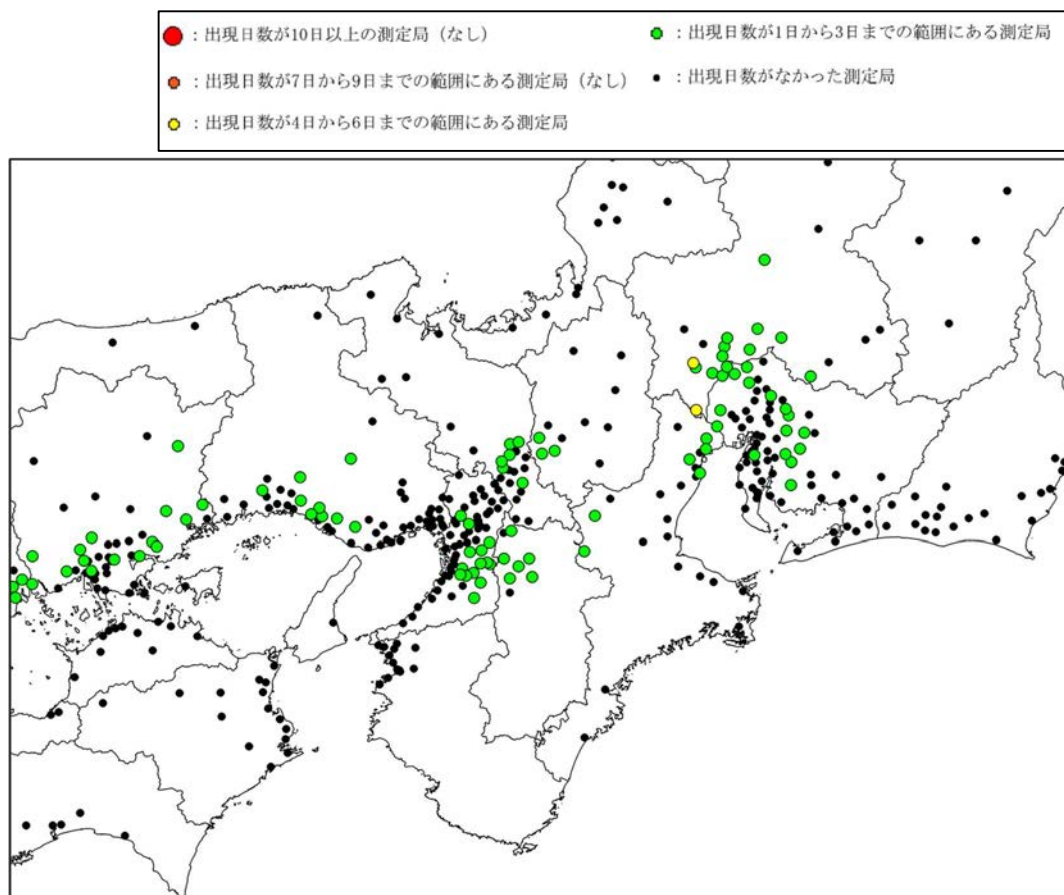 ：出現日数が10日以上の測定局（なし）
：出現日数が7日から9日までの範囲にある測定局（なし）
：出現日数が4日から6日までの範囲にある測定局
：出現日数が1日から3日までの範囲にある測定局
：出現日数がなかった測定局